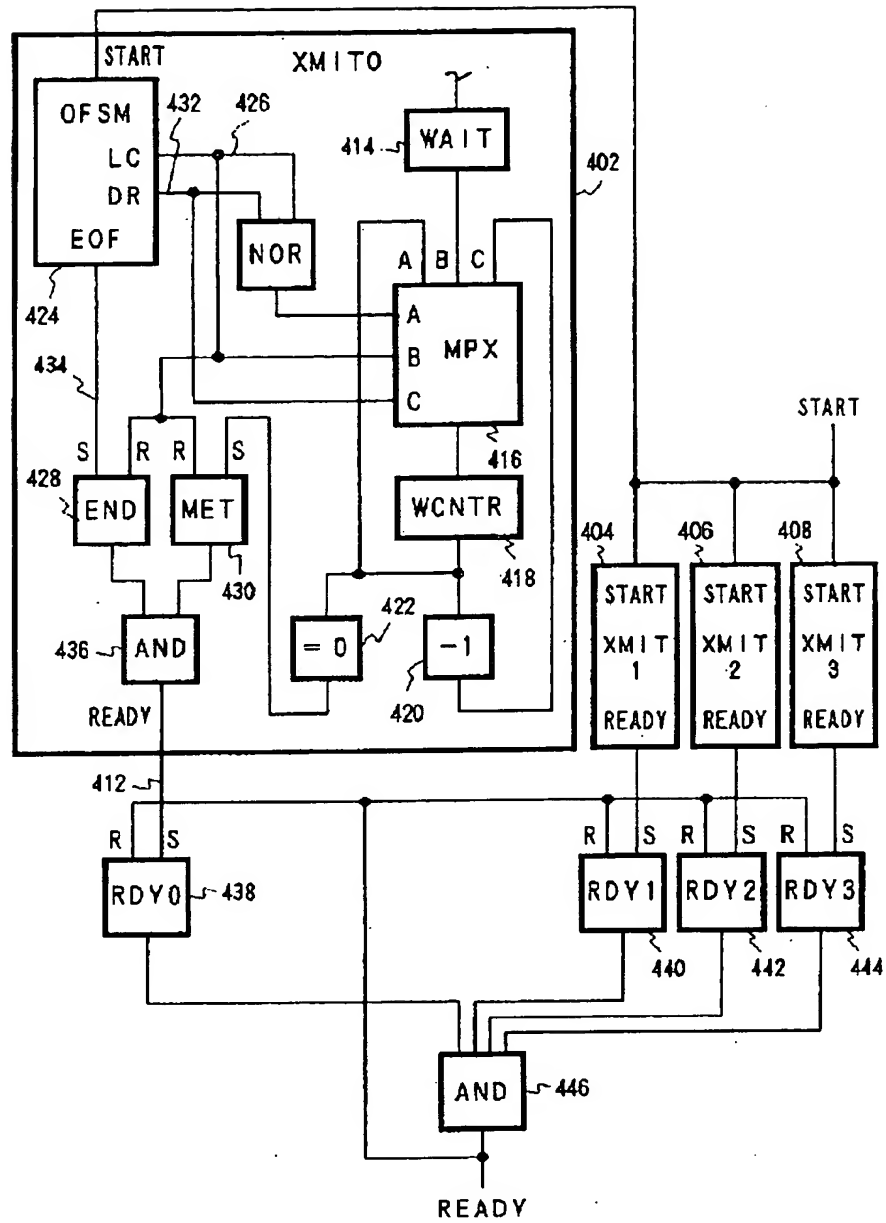 START
XMIT0
OFSM
432
426
LC
DR
EOF
414
WAIT
402
NOR
A
B
C
424
A
B
C
MPX
434
416
START
S
R
R
S
428
END
MET
430
WCNTR
418
404
406
408
START
START
START
XMIT
XMIT
XMIT
1
2
3
READY
READY
READY
436
AND
= 0
422
-1
420
READY
412
R
S
R
S
R
S
R
S
RDY0
438
RDY1
RDY2
RDY3
440
442
444
AND
446
READY